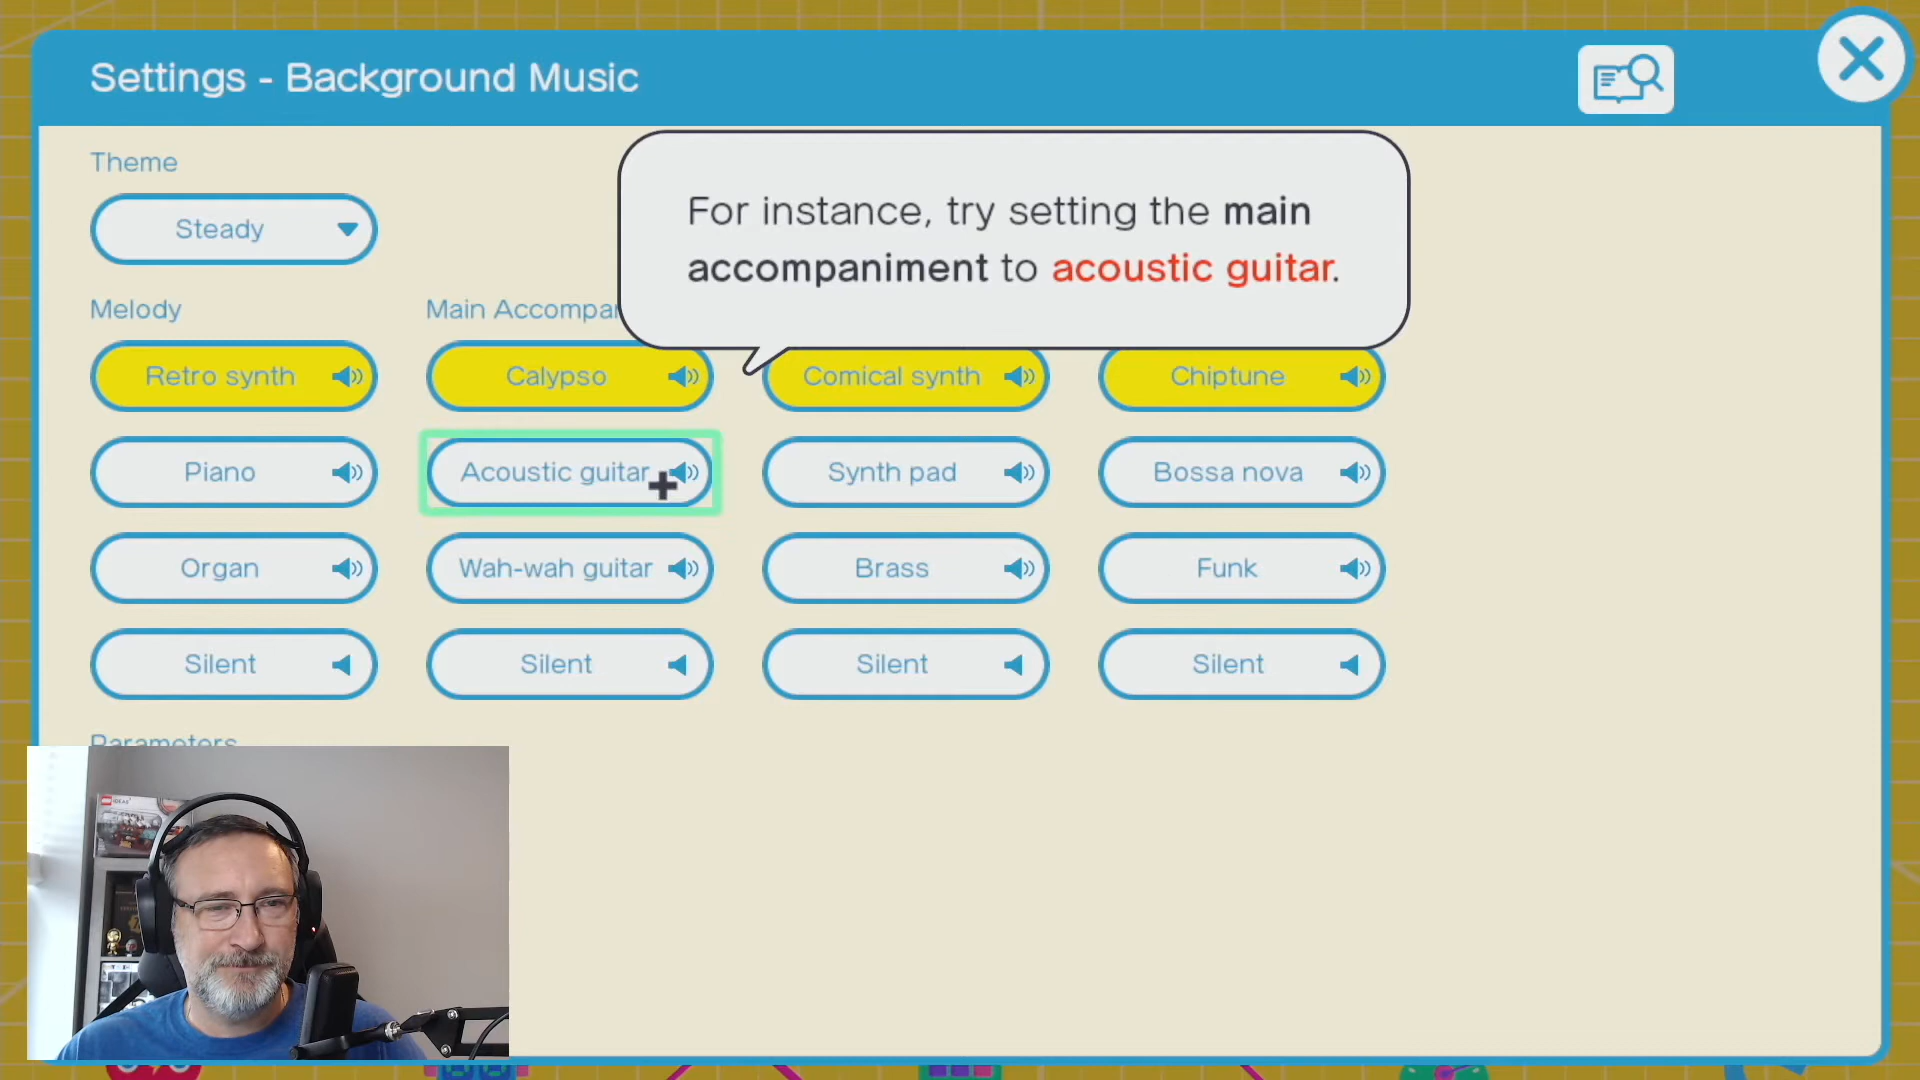 Settings - Background Music
Theme
Steady
For instance, try setting the main
accompaniment to acoustic guitar.
Melody
Main Accompa
Retro synth
Calypso
Comical synth
Chiptune
Piano
Acoustic guitar
Synth pad
Bossa nova
Organ
Wah-wah guitar
Brass
Funk
Silent
Silent
Silent
Silent
Parameters